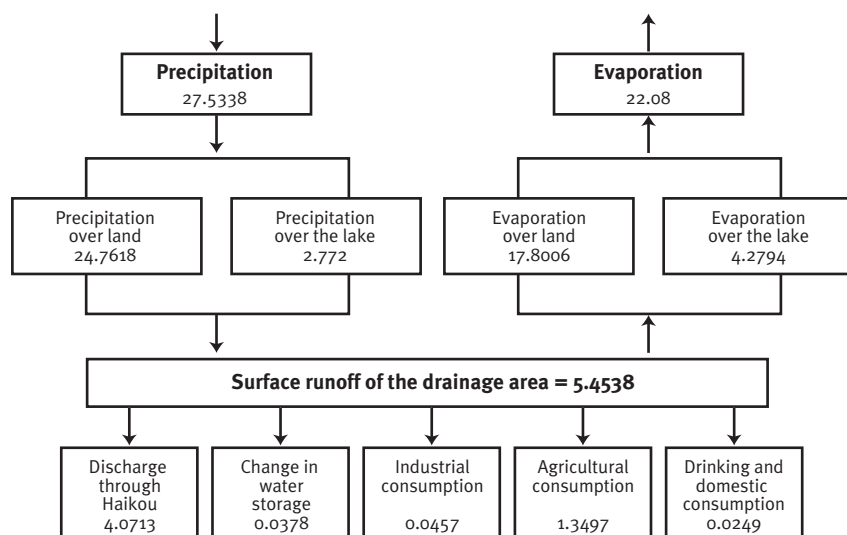 Precipitation
27.5338
Evaporation
22.08
Precipitation
over land
24.7618
Precipitation
over the lake
2.772
Evaporation
over land
17.8006
Evaporation
over the lake
4.2794
Surface runoff of the drainage area = 5.4538
Discharge
through
Haikou
4.0713
Change in
water
storage
0.0378
Industrial
consumption
0.0457
Agricultural
consumption
1.3497
Drinking and
domestic
consumption
0.0249